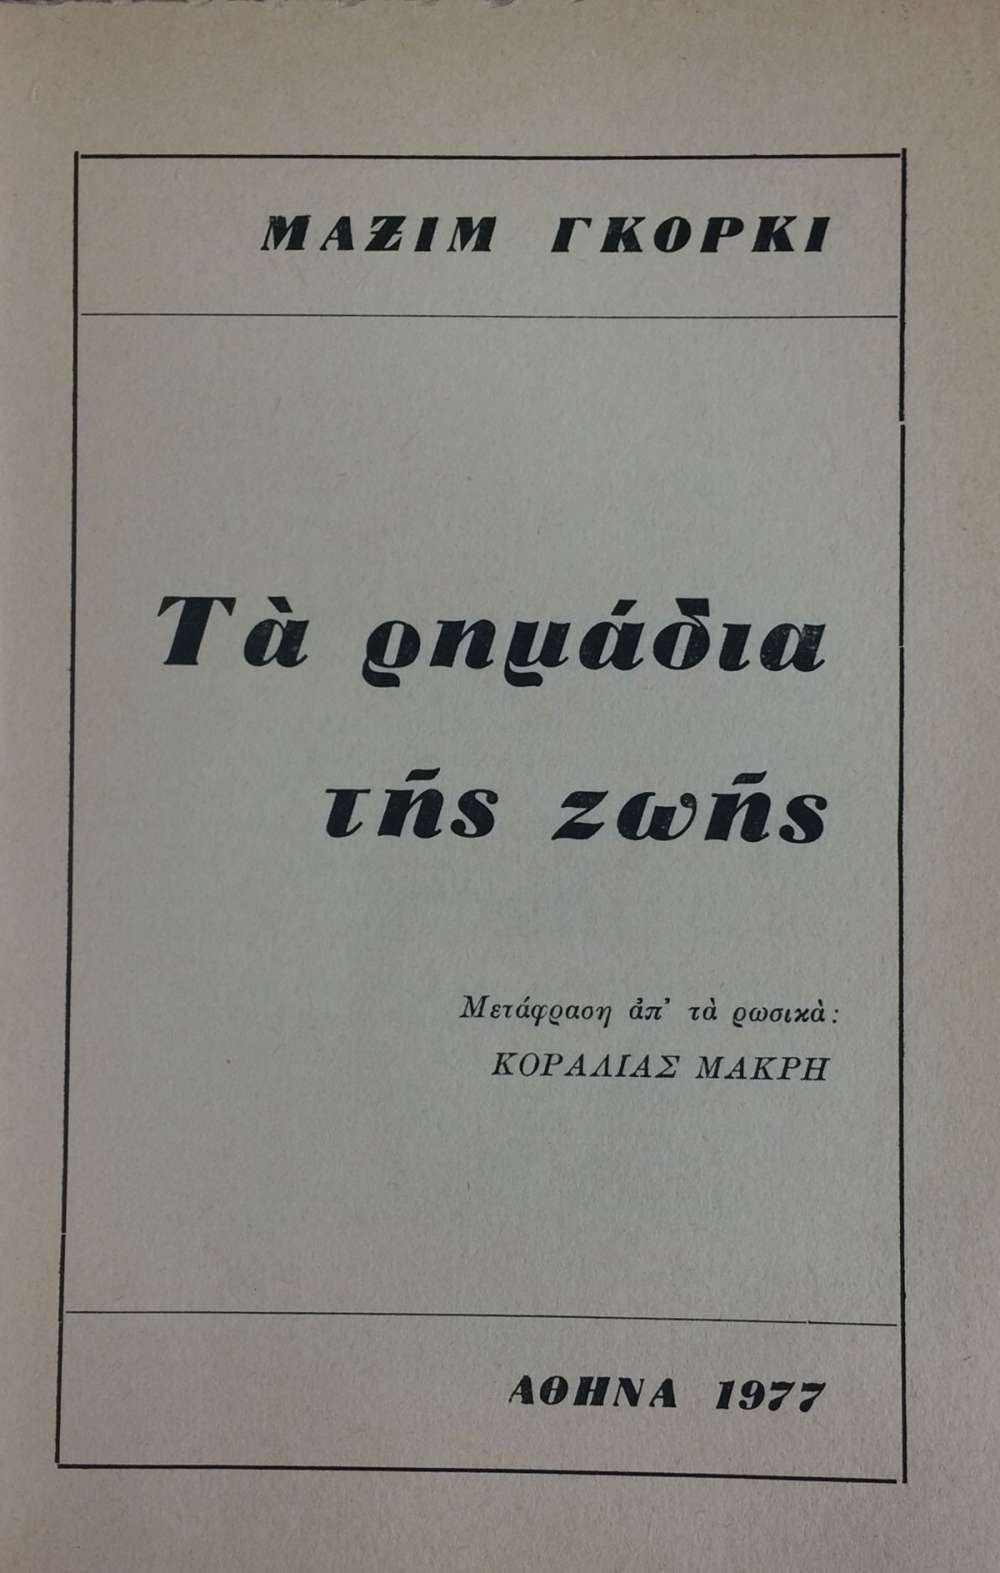 ΜΑΞΙΜ ΓΚΟΡΚΙ
Τὰ ρημάδια
τῆς ζωῆς
Μετάφραση ἀπ' τὰ ρωσικὰ:
ΚΟΡΑΛΙΑΣ ΜΑΚΡΗ
ΑΘΗΝΑ 1977